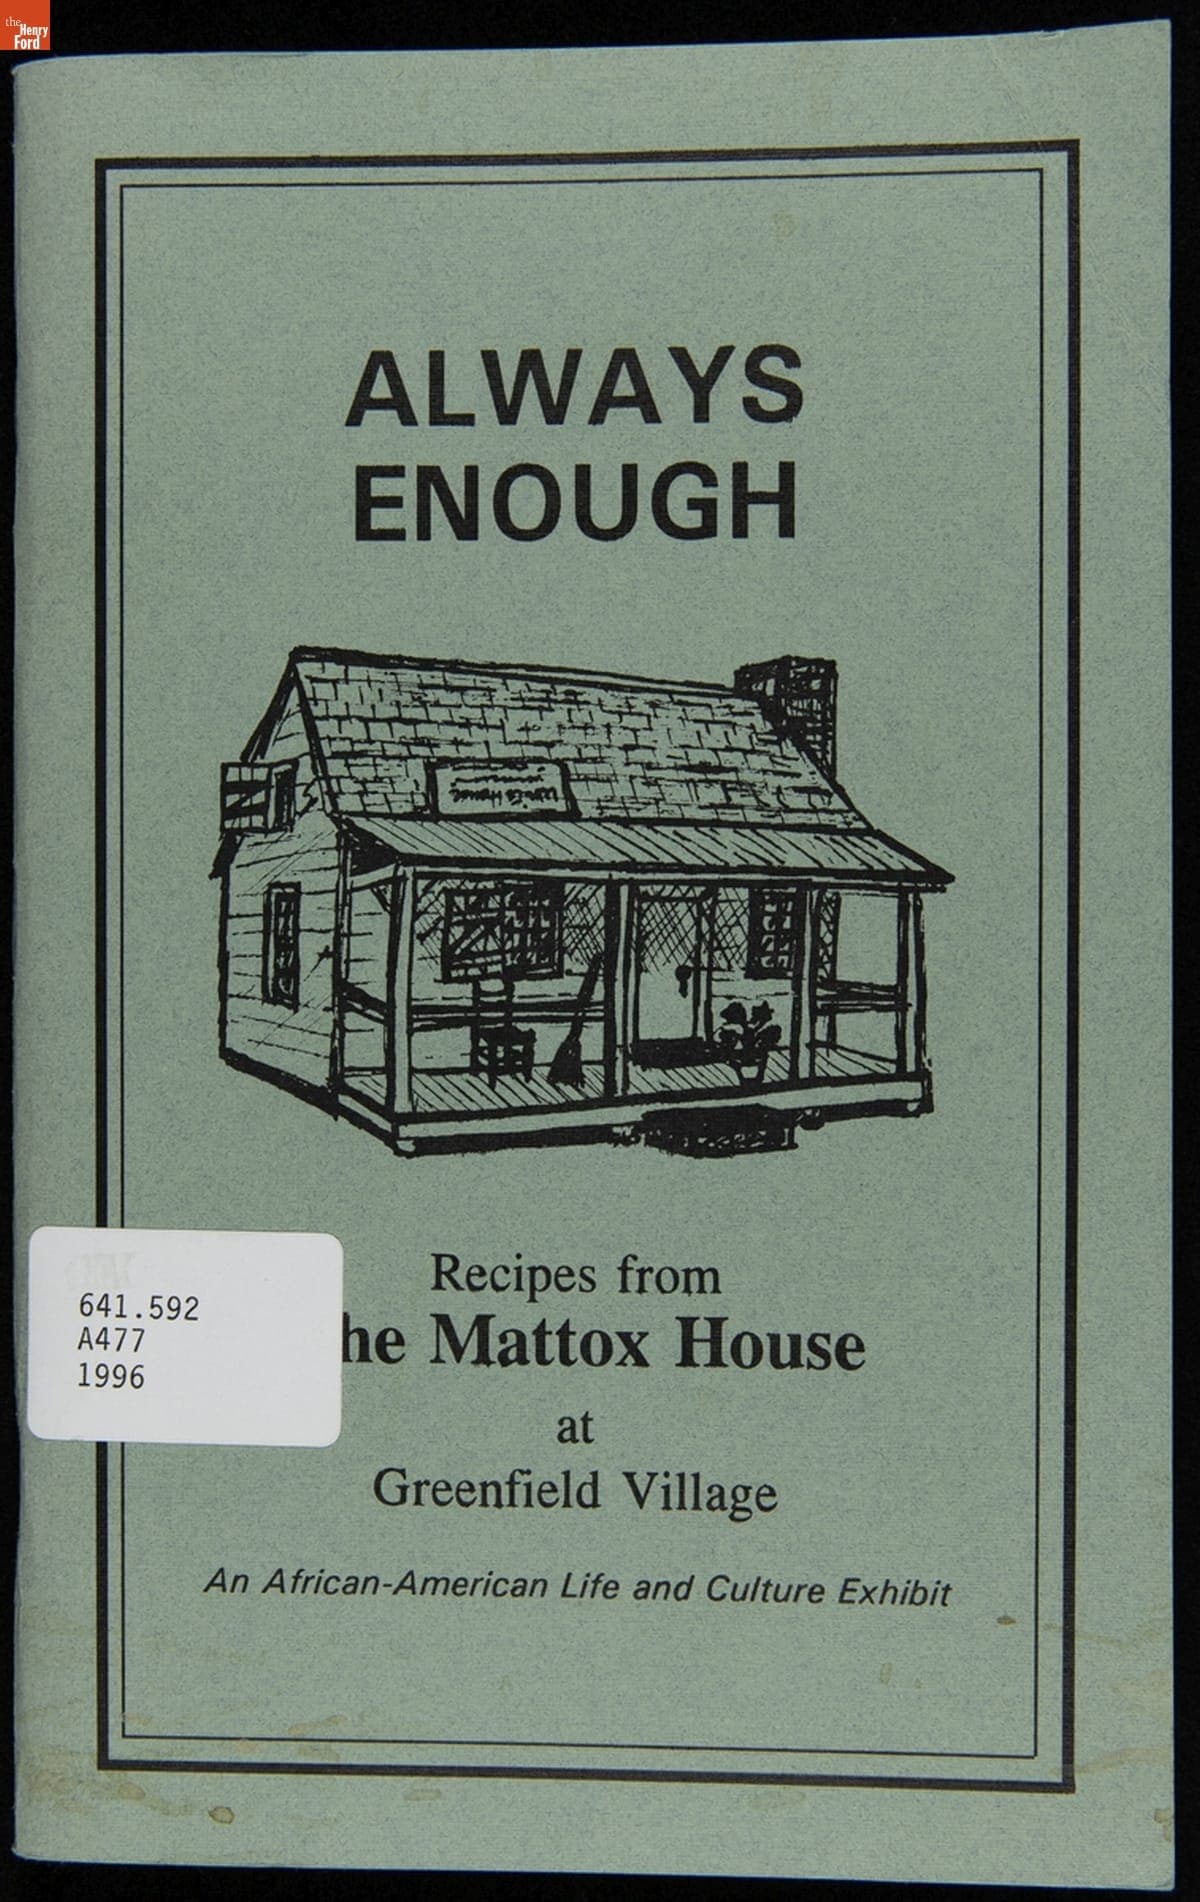 the
Henry
Ford
ALWAYS
ENOUGH
Recipes from
he Mattox House
at
Greenfield Village
An African-American Life and Culture Exhibit
641.592
A477
1996